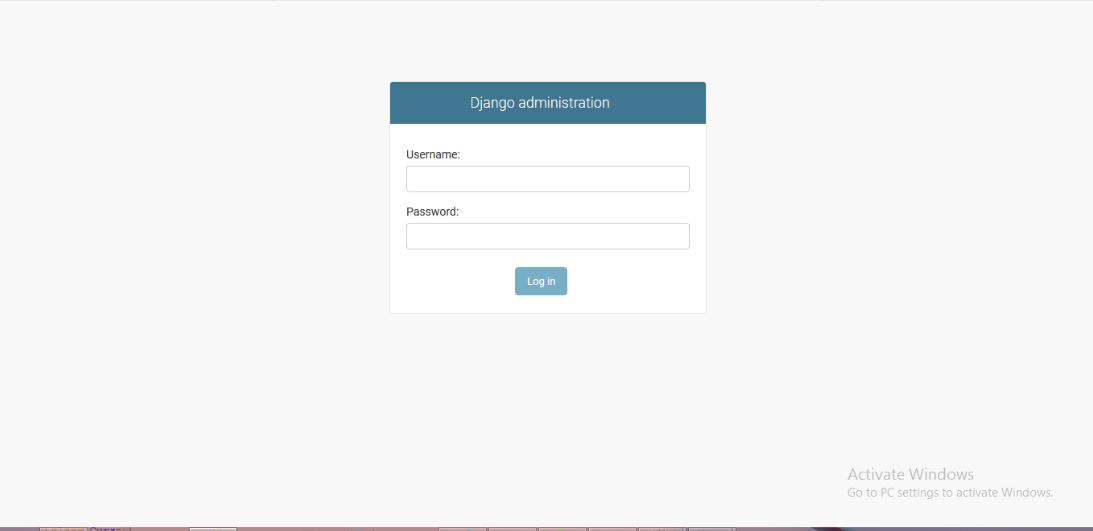 Django administration
Username:
Password:
Log in
Activate Windows
Go to PC settings to activate Windows.